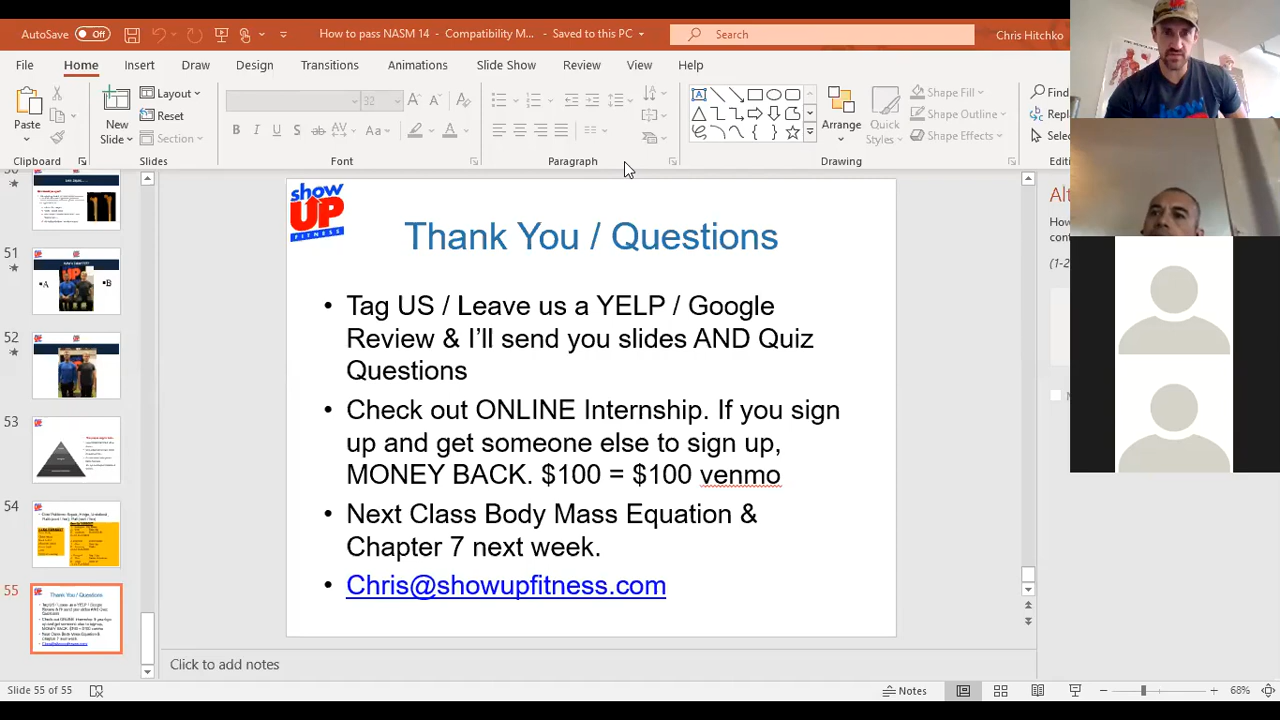 AutoSave Off How to pass NASM 14 - Compatibility M... - Saved to this PC Search Chris Hitchko
File Home Insert Draw Design Transitions Animations Slide Show Review View Help
Paste New Slide Layout Reset Section 32 Aa Arrange Quick Styles Shape Fill Shape Outline Shape Effects
Clipboard Slides Font Paragraph Drawing
51
A B
52
53
54
55
show
UP
FITNESS
Thank You / Questions
• Tag US / Leave us a YELP / Google
Review & I'll send you slides AND Quiz
Questions
• Check out ONLINE Internship. If you sign
up and get someone else to sign up,
MONEY BACK. $100 = $100 venmo
• Next Class Body Mass Equation &
Chapter 7 next week.
• Chris@showupfitness.com
Click to add notes
Slide 55 of 55 Notes 68%